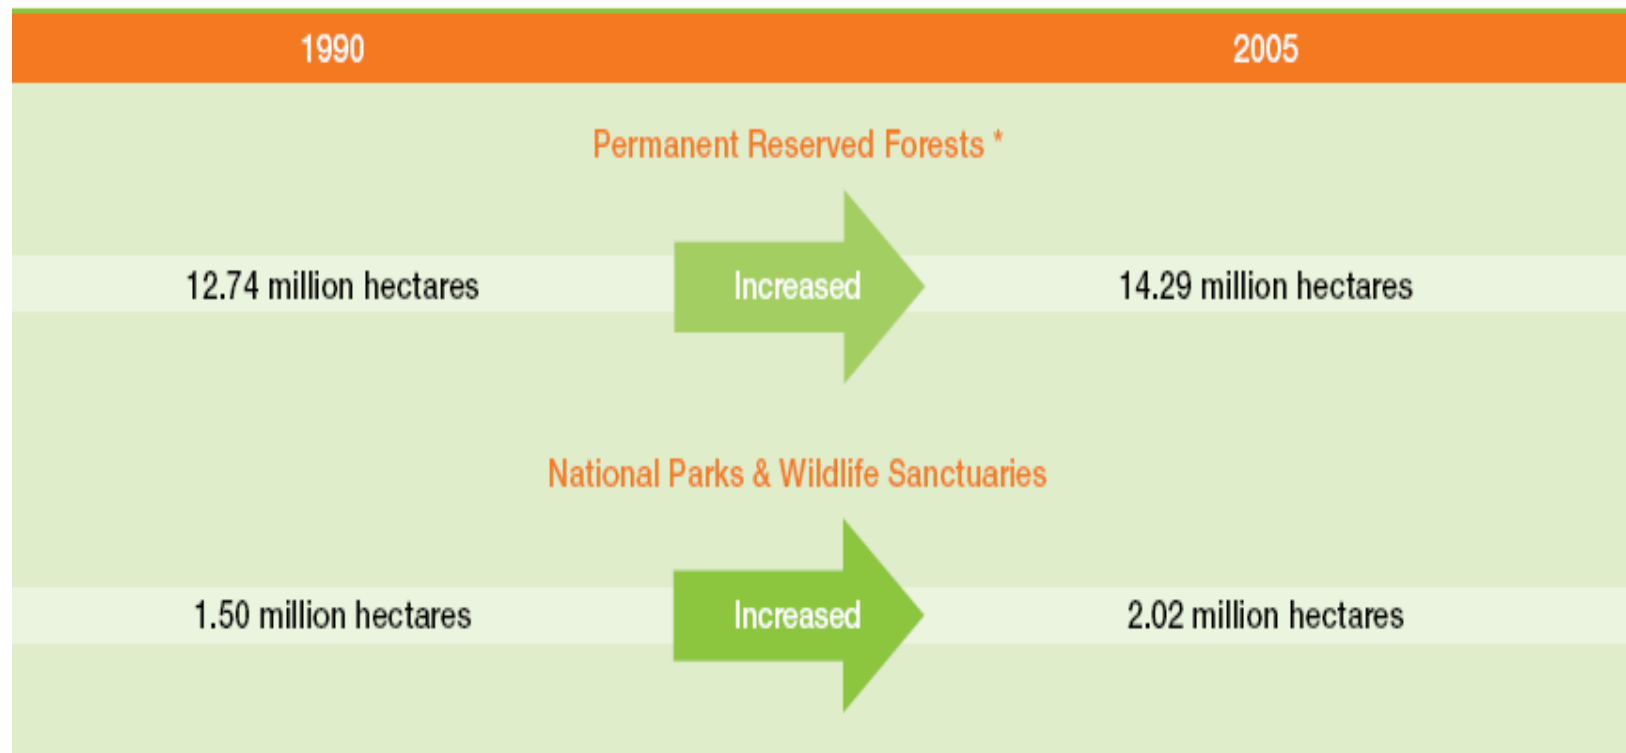 1990 2005
Permanent Reserved Forests *
12.74 million hectares Increased 14.29 million hectares
National Parks & Wildlife Sanctuaries
1.50 million hectares Increased 2.02 million hectares